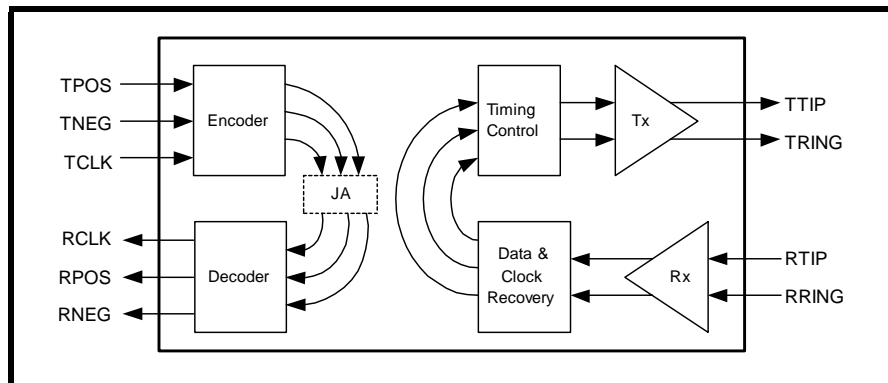 TPOS
TNEG
TCLK
Encoder
JA
RCLK
RPOS
RNEG
Decoder
Timing
Control
Tx
TTIP
TRING
Data &
Clock
Recovery
Rx
RTIP
RRING